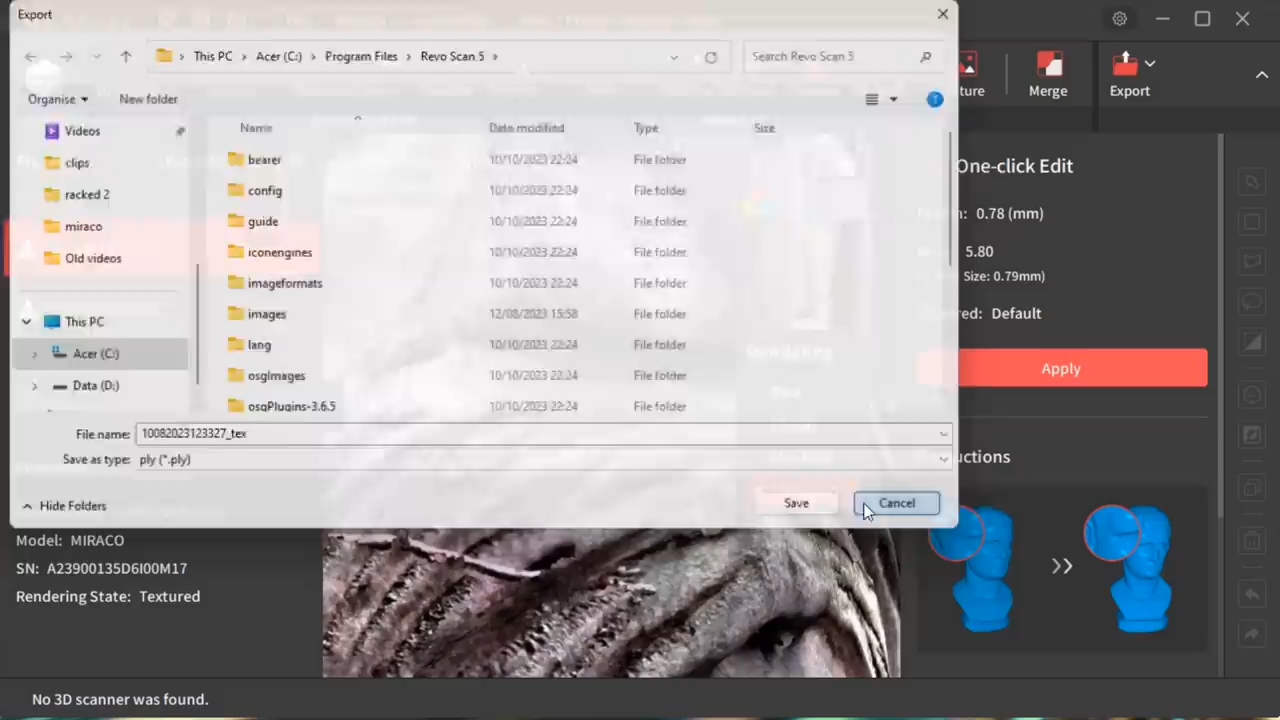 Export
This PC
Acer (C:)
Program Files
Revo Scan 5
Search Revo Scan 5
Organise
New folder
Merge
Export
ture
Name
Date modified
Type
Size
Videos
clips
racked 2
miraco
Old videos
This PC
Acer (C:)
Data (D:)
bearer 10/10/2023 22:24 File folder
config 10/10/2023 22:24 File folder
guide 10/10/2023 22:24 File folder
iconengines 10/10/2023 22:24 File folder
imageformats 10/10/2023 22:24 File folder
images 12/08/2023 15:58 File folder
lang 10/10/2023 22:24 File folder
osgImages 10/10/2023 22:24 File folder
osgPlugins-3.6.5 10/10/2023 22:24 File folder
File name: 10082023123327_tex
Save as type: ply (*.ply)
Hide Folders
Save
Cancel
One-click Edit
: 0.78 (mm)
5.80
Size: 0.79mm)
ed: Default
Apply
uctions
Model: MIRACO
SN: A23900135D6I00M17
Rendering State: Textured
No 3D scanner was found.